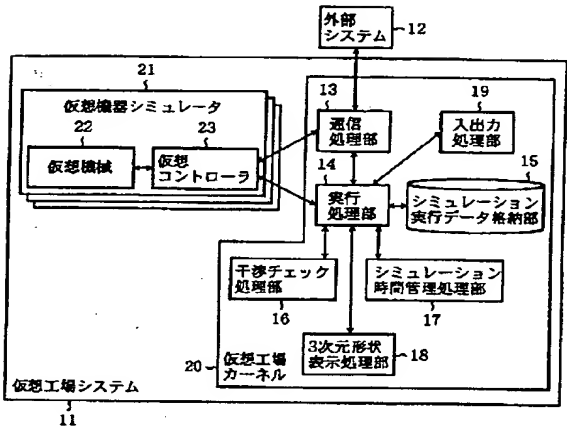 外部
システム
12
21
仮想機器シミュレータ
22
23
仮想機械
仮想
コントローラ
13
通信
処理部
19
入出力
処理部
14
実行
処理部
15
シミュレーション
実行データ格納部
干渉チェック
処理部
16
シミュレーション
時間管理処理部
17
3次元形状
表示処理部
18
20
仮想工場
カーネル
仮想工場システム
11